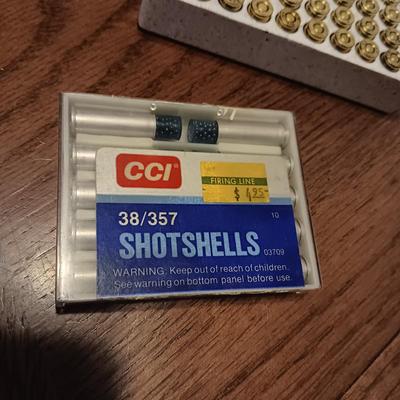 CCI®
FIRING LINE
$ 4.95
38/357
10
SHOTSHELLS
03709
WARNING: Keep out of reach of children.
See warning on bottom panel before use.